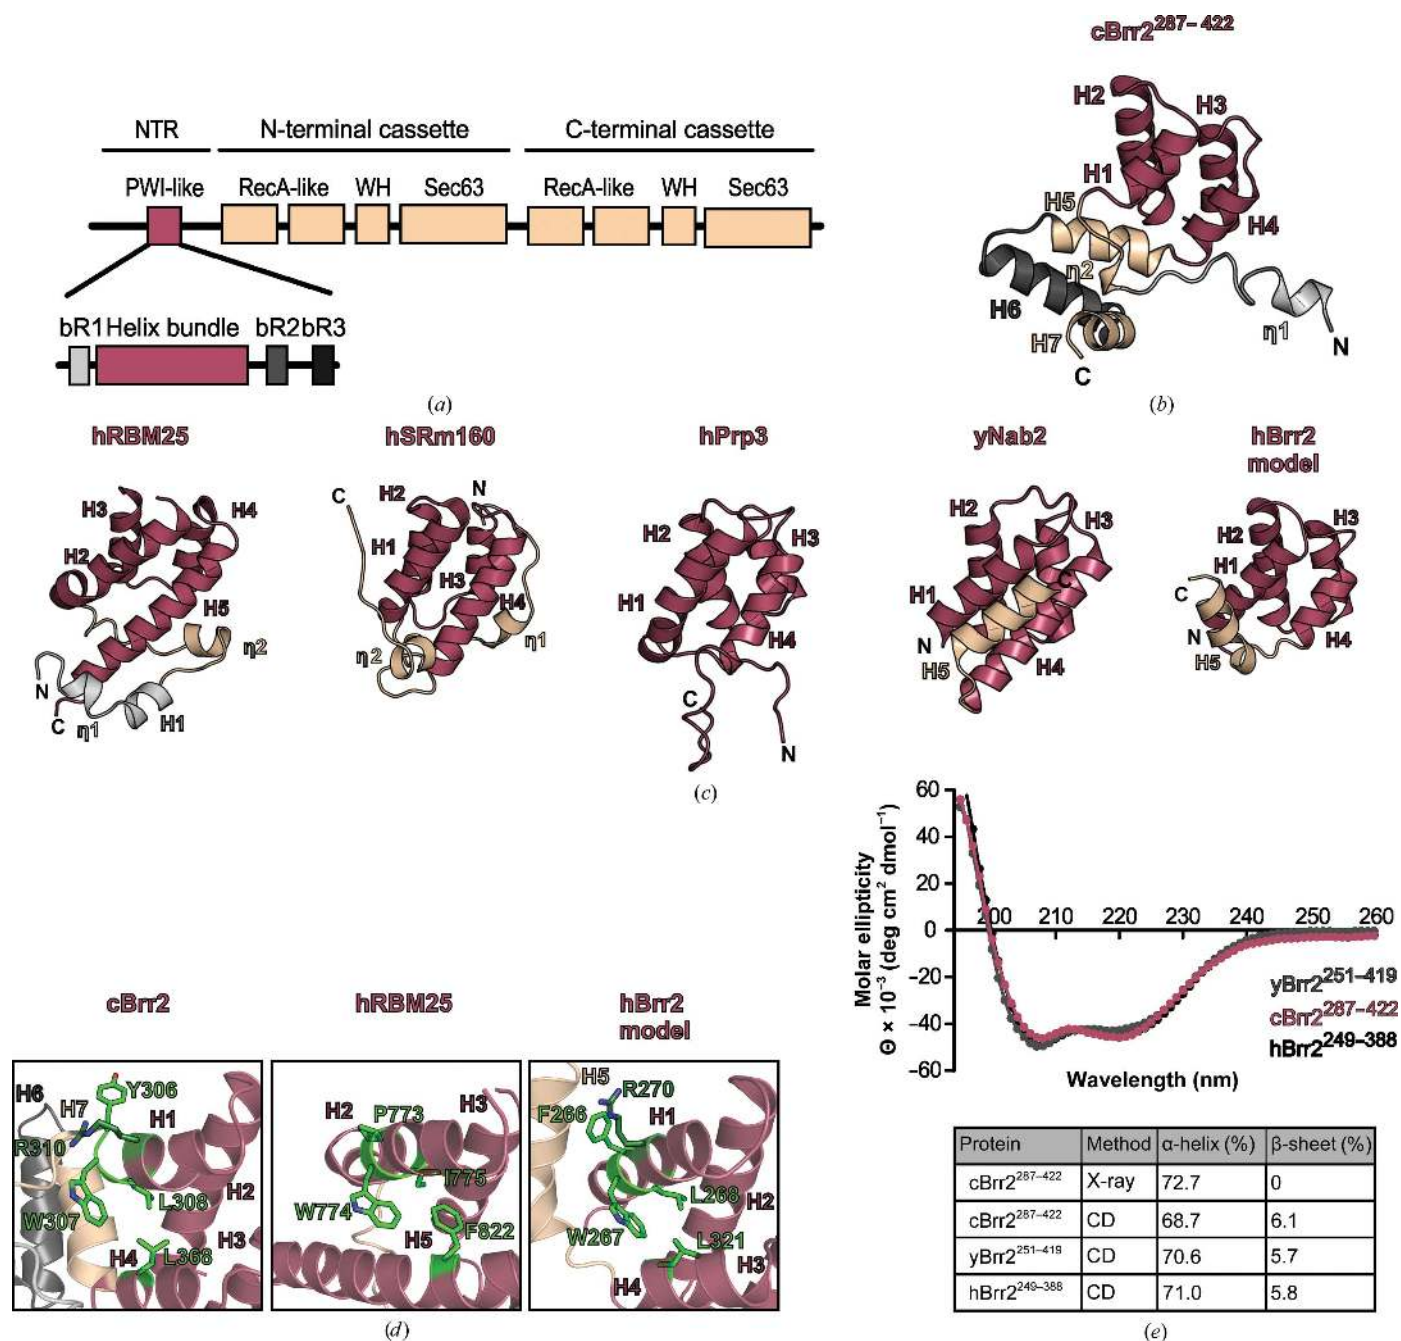 cBrr2287–422
NTR
N-terminal cassette
C-terminal cassette
PWI-like
RecA-like
WH
Sec63
RecA-like
WH
Sec63
bR1
Helix bundle
bR2
bR3
(a)
H2
H3
H1
H5
H4
η2
H6
η1
H7
N
C
(b)
hRBM25
H3
H4
H2
H5
η2
N
C
η1
H1
hSRm160
C
H2
N
H1
H3
H4
η2
η1
hPrp3
H2
H3
H1
H4
C
N
(c)
yNab2
H2
H3
C
H1
N
H5
H4
hBrr2
model
H2
H3
H1
C
N
H5
H4
cBrr2
H6
Y306
H7
H1
R310
L308
H2
W307
H3
H4
L368
hRBM25
H2
P773
H3
I775
W774
F822
H5
hBrr2
model
H5
R270
F266
H1
L268
H2
W267
L321
H3
H4
(d)
Molar ellipticity
Θ × 10−3 (deg cm2 dmol−1)
60
40
20
0
−20
−40
−60
200
210
220
230
240
250
260
yBrr2251–419
cBrr2287–422
hBrr2249–388
Wavelength (nm)
Protein Method α-helix (%) β-sheet (%)
cBrr2287–422 X-ray 72.7 0
cBrr2287–422 CD 68.7 6.1
yBrr2251–419 CD 70.6 5.7
hBrr2249–388 CD 71.0 5.8
(e)